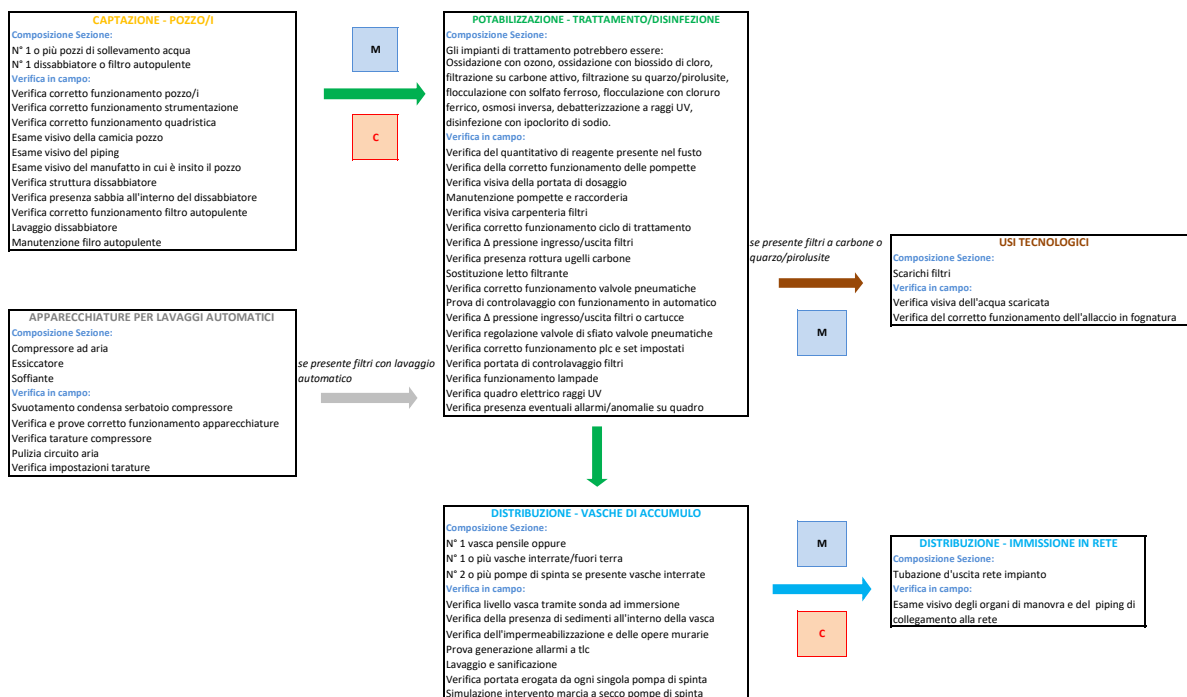 CAPTAZIONE - POZZO/I
Composizione Sezione:
N° 1 o più pozzi di sollevamento acqua
N° 1 dissabbiatore o filtro autopulente
Verifica in campo:
Verifica corretto funzionamento pozzo/i
Verifica corretto funzionamento strumentazione
Verifica corretto funzionamento quadristica
Esame visivo della camicia pozzo
Esame visivo del piping
Esame visivo del manufatto in cui è insito il pozzo
Verifica struttura dissabbiatore
Verifica presenza sabbia all'interno del dissabbiatore
Verifica corretto funzionamento filtro autopulente
Lavaggio dissabbiatore
Manutenzione filro autopulente
M
C
POTABILIZZAZIONE - TRATTAMENTO/DISINFEZIONE
Composizione Sezione:
Gli impianti di trattamento potrebbero essere:
Ossidazione con ozono, ossidazione con biossido di cloro,
filtrazione su carbone attivo, filtrazione su quarzo/pirolusite,
flocculazione con solfato ferroso, flocculazione con cloruro
ferrico, osmosi inversa, debatterizzazione a raggi UV,
disinfezione con ipoclorito di sodio.
Verifica in campo:
Verifica del quantitativo di reagente presente nel fusto
Verifica della corretto funzionamento delle pompette
Verifica visiva della portata di dosaggio
Manutenzione pompette e raccorderia
Verifica visiva carpenteria filtri
Verifica corretto funzionamento ciclo di trattamento
Verifica Δ pressione ingresso/uscita filtri
Verifica presenza rottura ugelli carbone
Sostituzione letto filtrante
Verifica corretto funzionamento valvole pneumatiche
Prova di controlavaggio con funzionamento in automatico
Verifica Δ pressione ingresso/uscita filtri o cartucce
Verifica regolazione valvole di sfiato valvole pneumatiche
Verifica corretto funzionamento plc e set impostati
Verifica portata di controlavaggio filtri
Verifica funzionamento lampade
Verifica quadro elettrico raggi UV
Verifica presenza eventuali allarmi/anomalie su quadro
se presente filtri a carbone o
quarzo/pirolusite
M
USI TECNOLOGICI
Composizione Sezione:
Scarichi filtri
Verifica in campo:
Verifica visiva dell'acqua scaricata
Verifica del corretto funzionamento dell'allaccio in fognatura
APPARECCHIATURE PER LAVAGGI AUTOMATICI
Composizione Sezione:
Compressore ad aria
Essiccatore
Soffiante
Verifica in campo:
Svuotamento condensa serbatoio compressore
Verifica e prove corretto funzionamento apparecchiature
Verifica tarature compressore
Pulizia circuito aria
Verifica impostazioni tarature
se presente filtri con lavaggio
automatico
DISTRIBUZIONE - VASCHE DI ACCUMULO
Composizione Sezione:
N° 1 vasca pensile oppure
N° 1 o più vasche interrate/fuori terra
N° 2 o più pompe di spinta se presente vasche interrate
Verifica in campo:
Verifica livello vasca tramite sonda ad immersione
Verifica della presenza di sedimenti all'interno della vasca
Verifica dell'impermeabilizzazione e delle opere murarie
Prova generazione allarmi a tlc
Lavaggio e sanificazione
Verifica portata erogata da ogni singola pompa di spinta
Simulazione intervento marcia a secco pompe di spinta
M
C
DISTRIBUZIONE - IMMISSIONE IN RETE
Composizione Sezione:
Tubazione d'uscita rete impianto
Verifica in campo:
Esame visivo degli organi di manovra e del piping di
collegamento alla rete